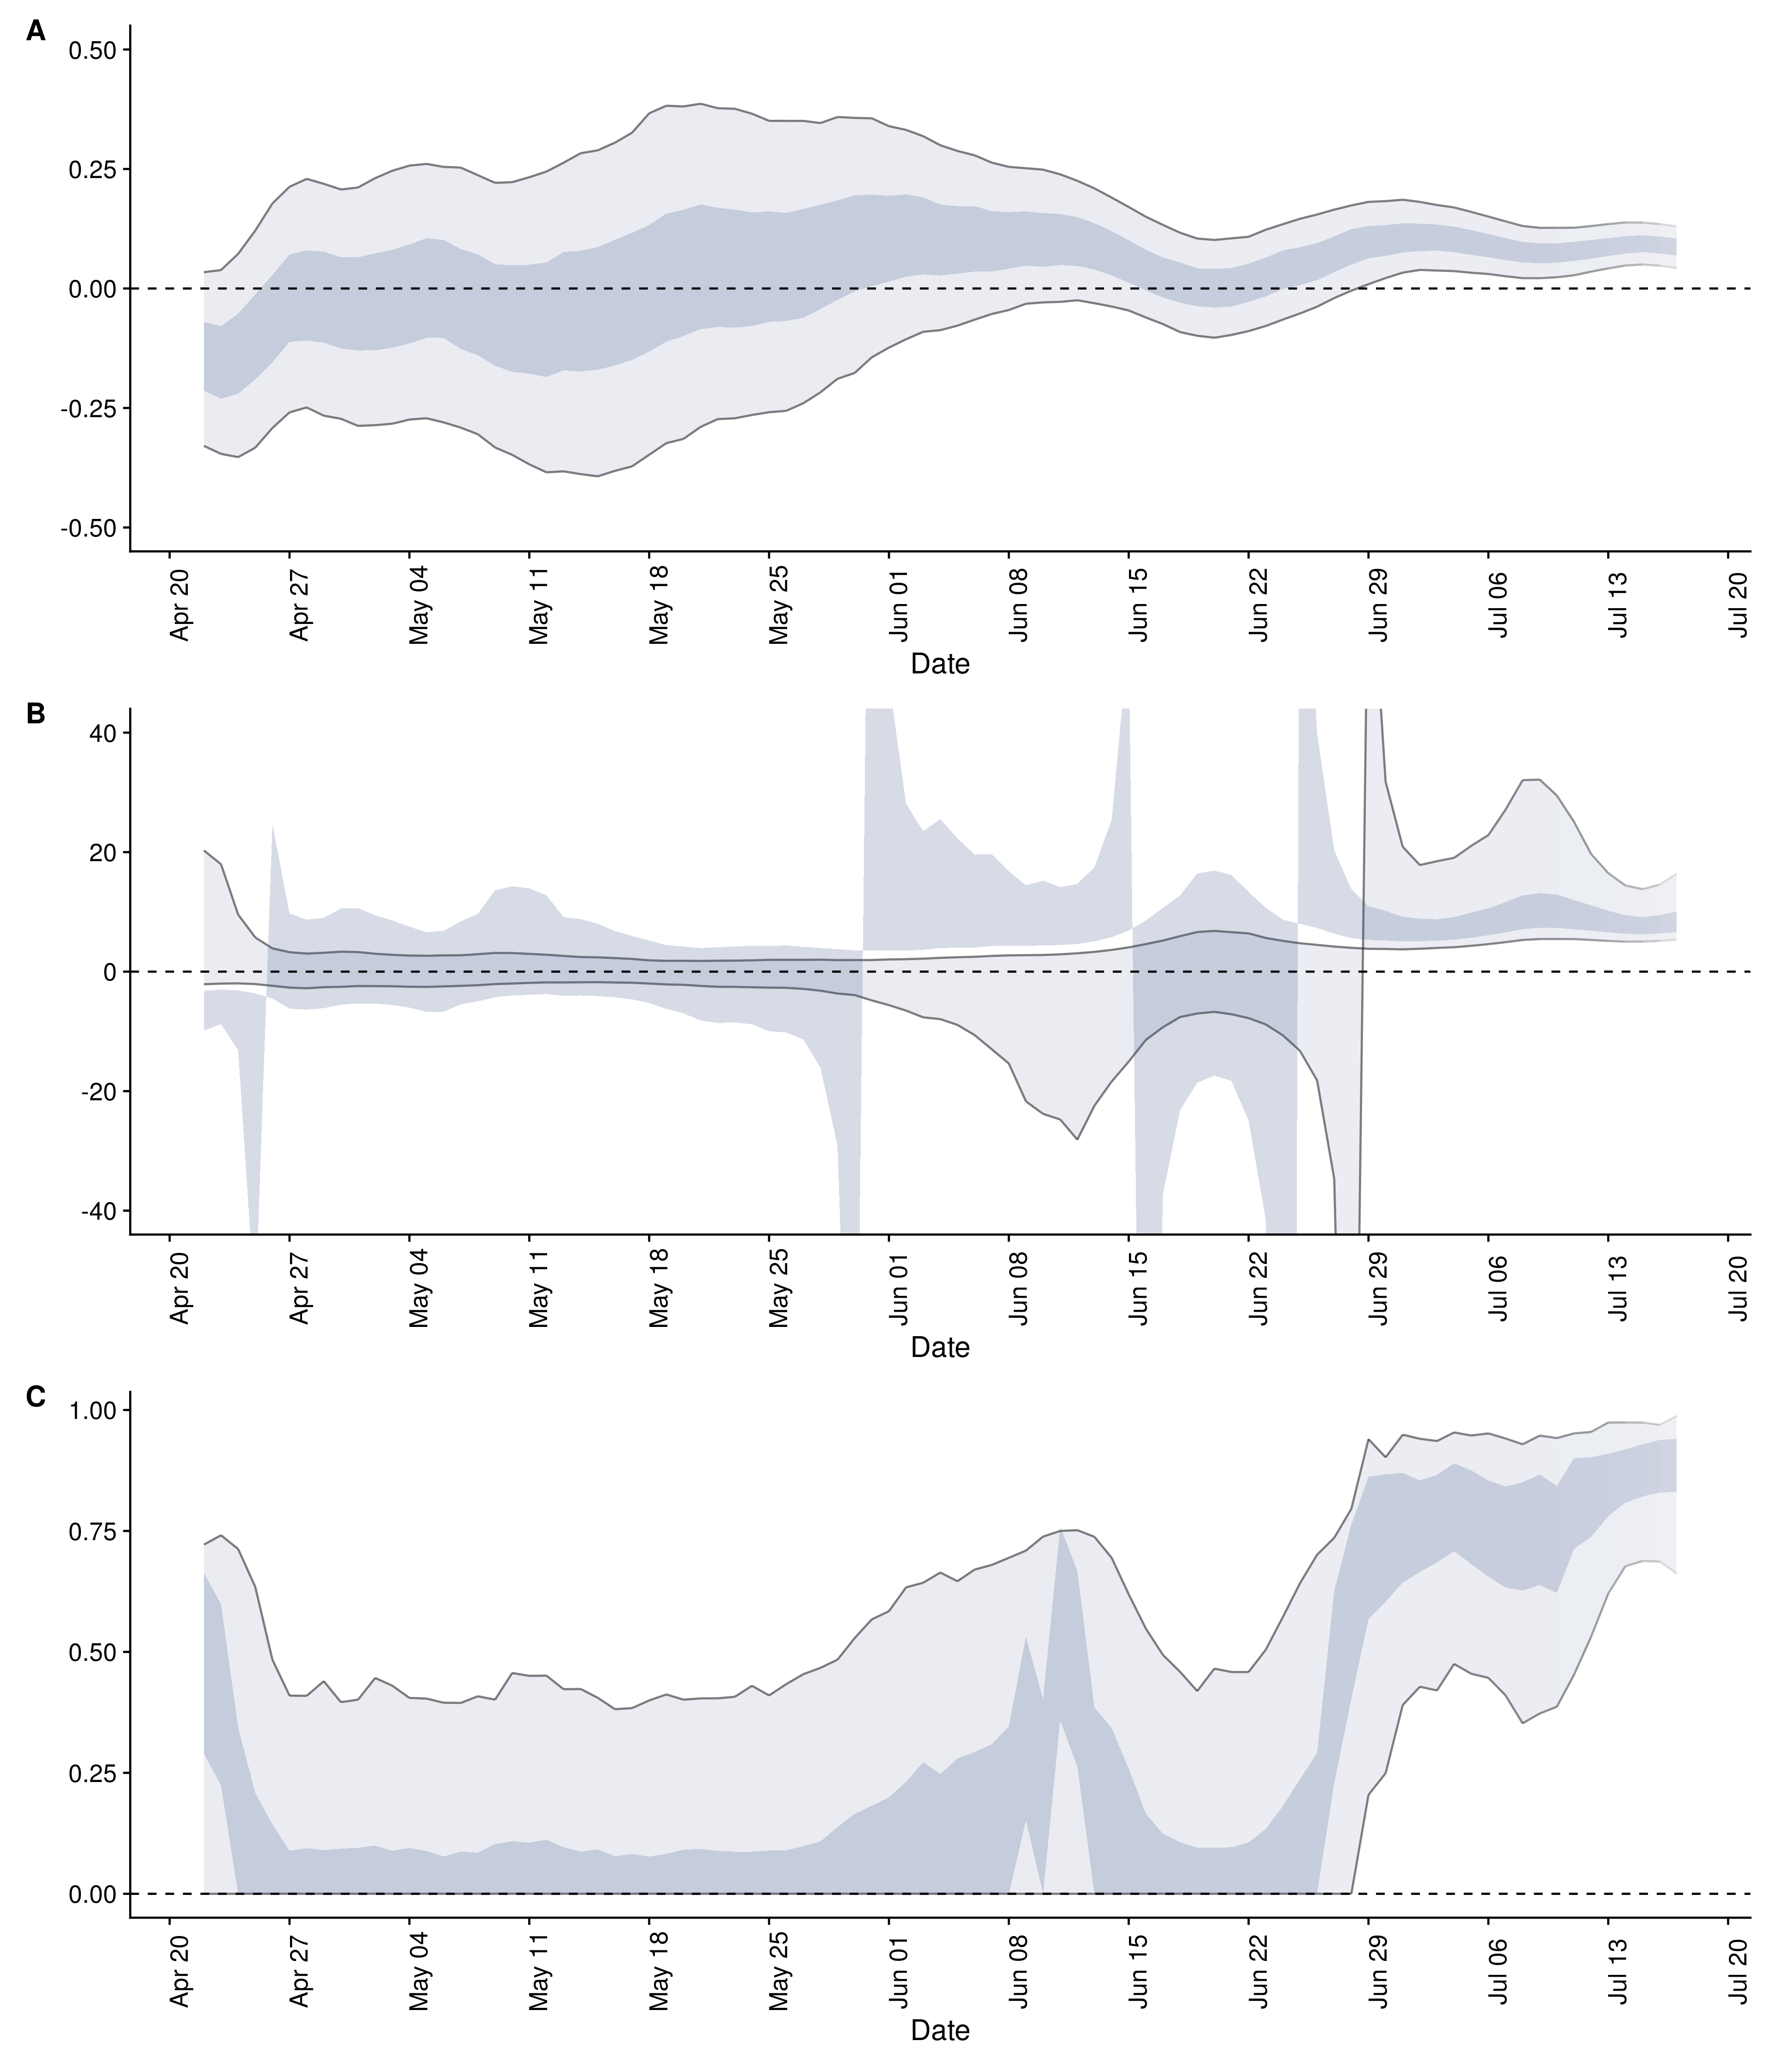 A
0.50
0.25
0.00
-0.25
-0.50
Apr 20
Apr 27
May 04
May 11
May 18
May 25
Jun 01
Jun 08
Jun 15
Jun 22
Jun 29
Jul 06
Jul 13
Jul 20
Date
B
40
20
0
-20
-40
Apr 20
Apr 27
May 04
May 11
May 18
May 25
Jun 01
Jun 08
Jun 15
Jun 22
Jun 29
Jul 06
Jul 13
Jul 20
Date
C
1.00
0.75
0.50
0.25
0.00
Apr 20
Apr 27
May 04
May 11
May 18
May 25
Jun 01
Jun 08
Jun 15
Jun 22
Jun 29
Jul 06
Jul 13
Jul 20
Date